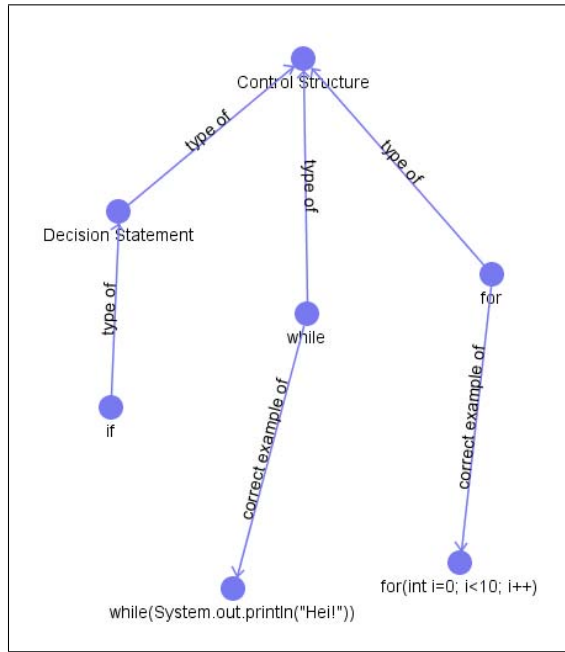 Control Structure
type of
type of
type of
Decision Statement
for
type of
while
correct example of
correct example of
if
for(int i=0; i<10; i++)
while(System.out.println("Hei!"))